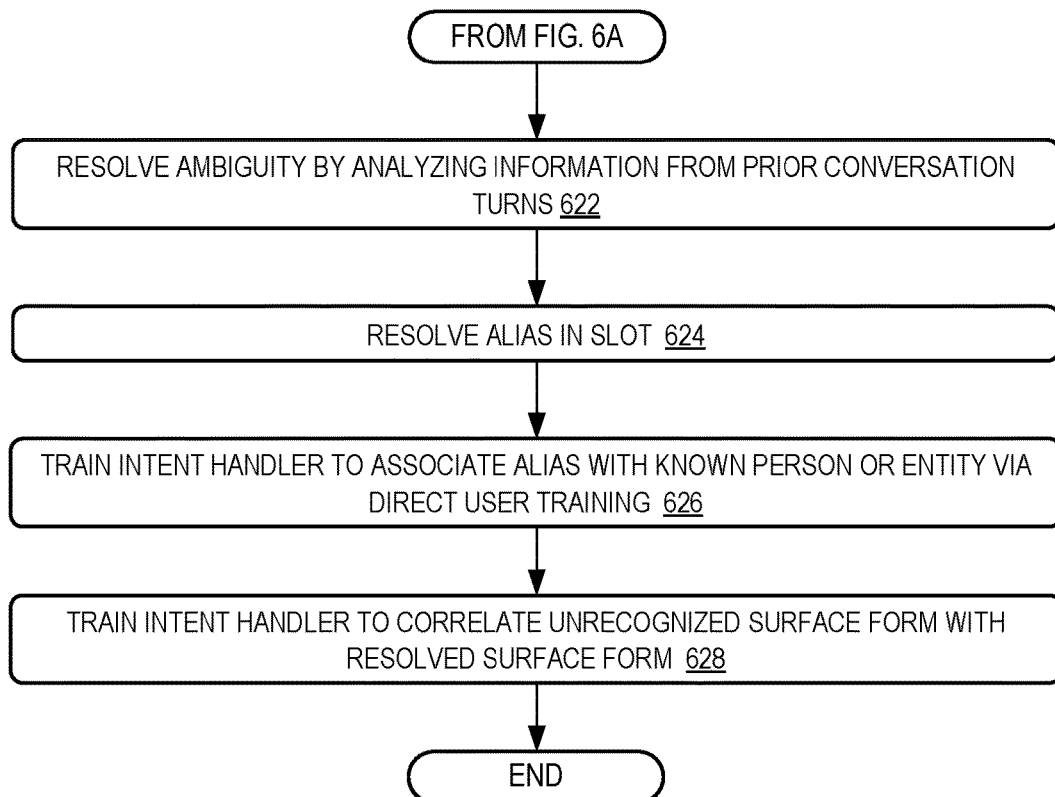 FROM FIG. 6A
RESOLVE AMBIGUITY BY ANALYZING INFORMATION FROM PRIOR CONVERSATION
TURNS 622
RESOLVE ALIAS IN SLOT 624
TRAIN INTENT HANDLER TO ASSOCIATE ALIAS WITH KNOWN PERSON OR ENTITY VIA
DIRECT USER TRAINING 626
TRAIN INTENT HANDLER TO CORRELATE UNRECOGNIZED SURFACE FORM WITH
RESOLVED SURFACE FORM 628
END